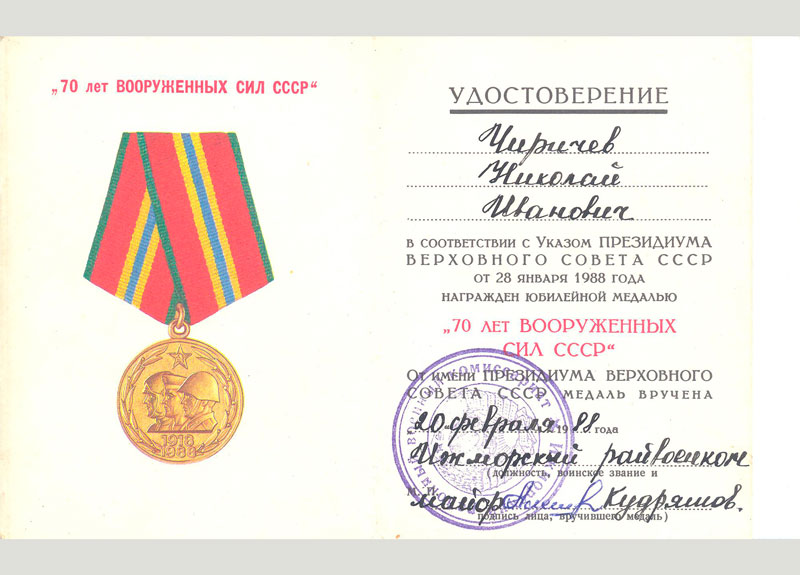 „70 лет ВООРУЖЕННЫХ СИЛ СССР“
1918
1988
УДОСТОВЕРЕНИЕ
Чиричев
Николай
Иванович
в соответствии с Указом ПРЕЗИДИУМА
ВЕРХОВНОГО СОВЕТА СССР
от 28 января 1988 года
награжден юбилейной медалью
„70 лет ВООРУЖЕННЫХ
СИЛ СССР“
От имени ПРЕЗИДИУМА ВЕРХОВНОГО
СОВЕТА СССР медаль вручена
20 февраля 1988 года
Ижморский райвоенком
(должность, воинское звание и
майор Кудряшов.
подпись лица, вручившего медаль)